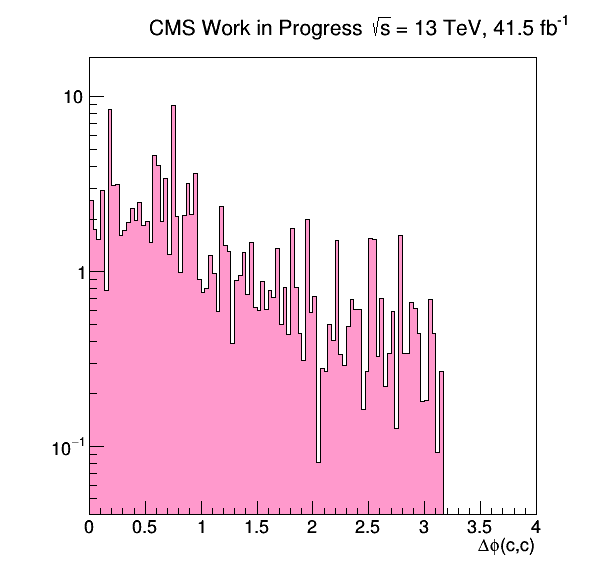 CMS Work in Progress √s = 13 TeV, 41.5 fb⁻¹
10
1
10⁻¹
0 0.5 1 1.5 2 2.5 3 3.5 4
Δϕ(c,c)